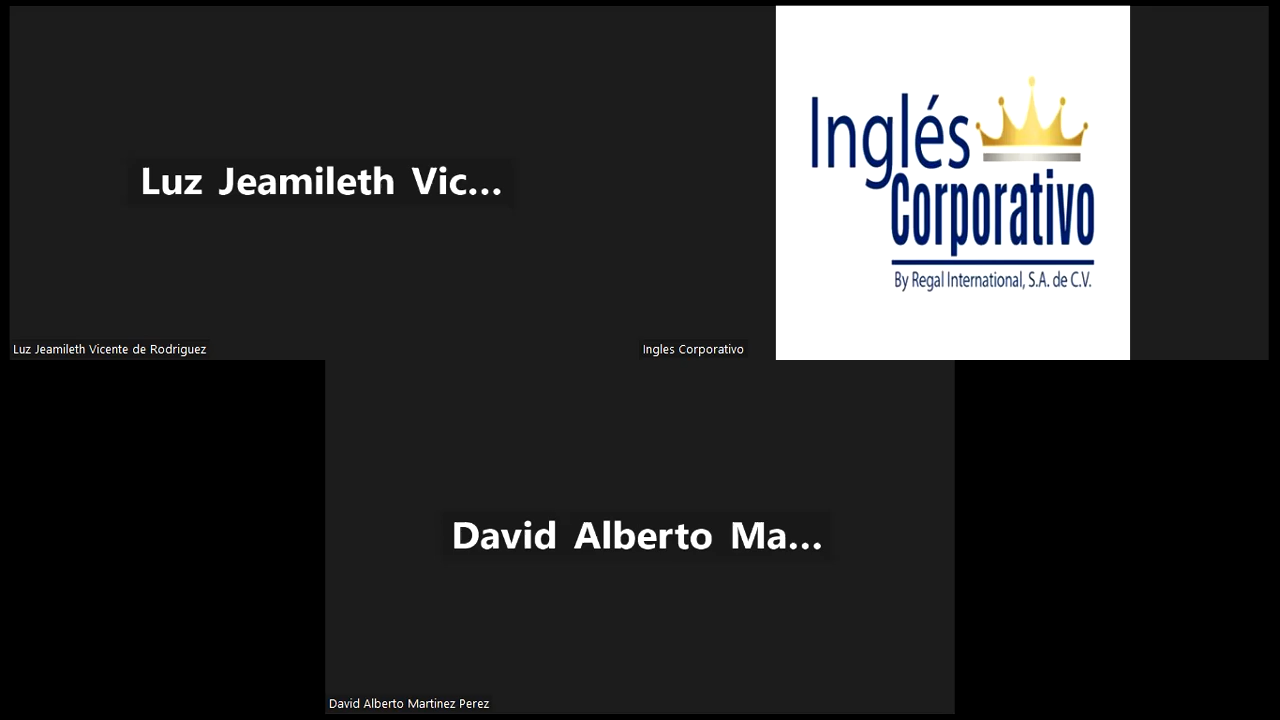 Luz Jeamileth Vic...
Luz Jeamileth Vicente de Rodriguez
Inglés
Corporativo
By Regal International, S.A. de C.V.
Ingles Corporativo
David Alberto Ma...
David Alberto Martinez Perez